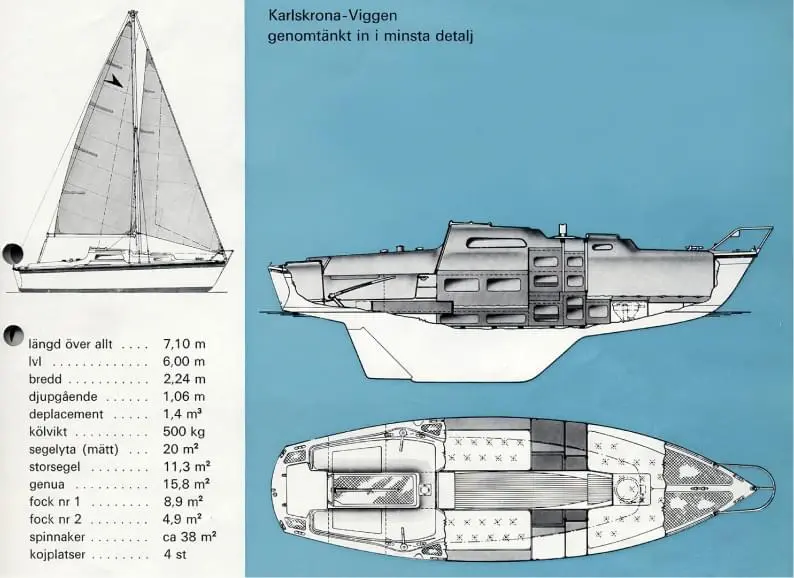 Karlskrona-Viggen
genomtänkt in i minsta detalj
längd över allt .... 7,10 m
lvl ............. 6,00 m
bredd ........... 2,24 m
djupgående ...... 1,06 m
deplacement ..... 1,4 m³
kölvikt .......... 500 kg
segelyta (mätt) ... 20 m²
storsegel ........ 11,3 m²
genua .......... 15,8 m²
fock nr 1 ........ 8,9 m²
fock nr 2 ........ 4,9 m²
spinnaker ....... ca 38 m²
kojplatser ........ 4 st